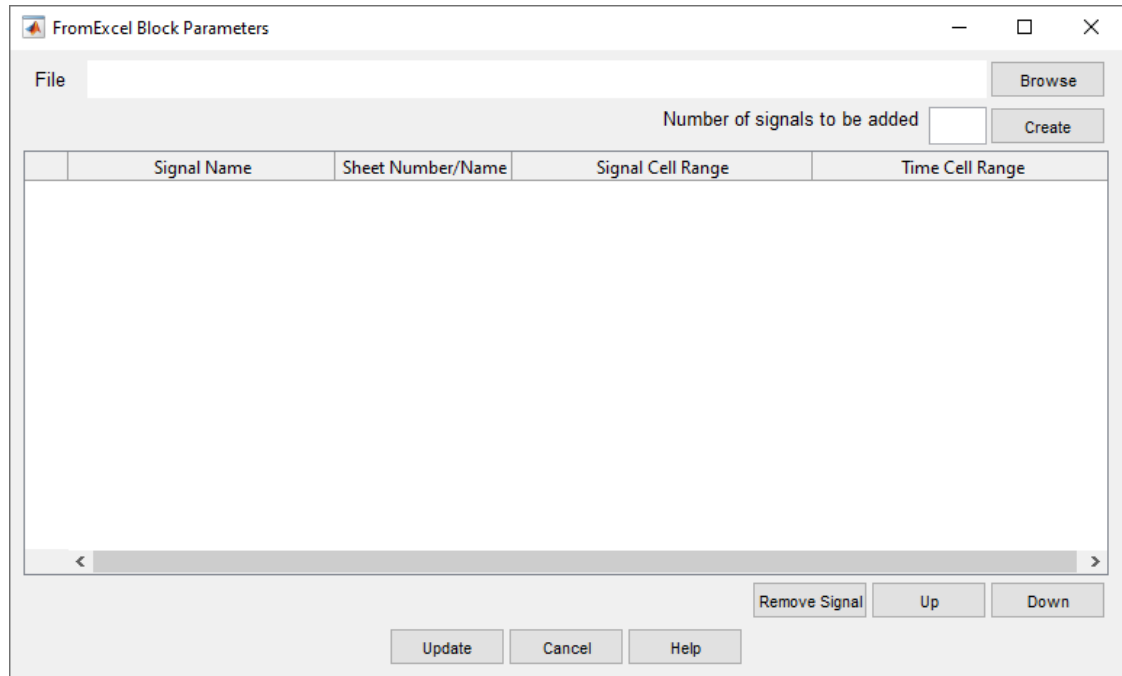 FromExcel Block Parameters
File Browse
Number of signals to be added Create
Signal Name Sheet Number/Name Signal Cell Range Time Cell Range
Remove Signal Up Down
Update Cancel Help